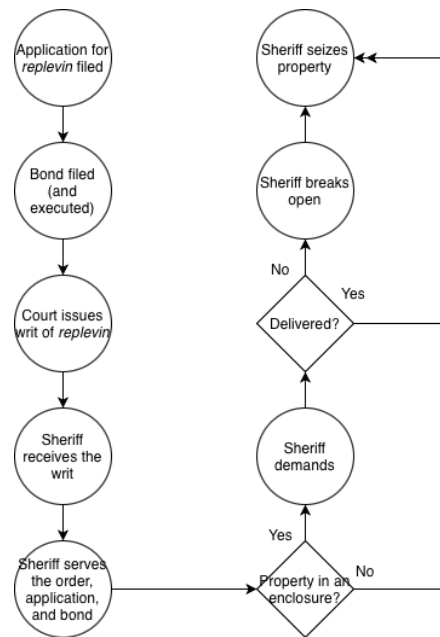 Application for
replevin filed
Bond filed
(and
executed)
Court issues
writ of replevin
Sheriff
receives the
writ
Sheriff serves
the order,
application,
and bond
Property in an
enclosure?
Yes
No
Sheriff
demands
Delivered?
No
Yes
Sheriff breaks
open
Sheriff seizes
property